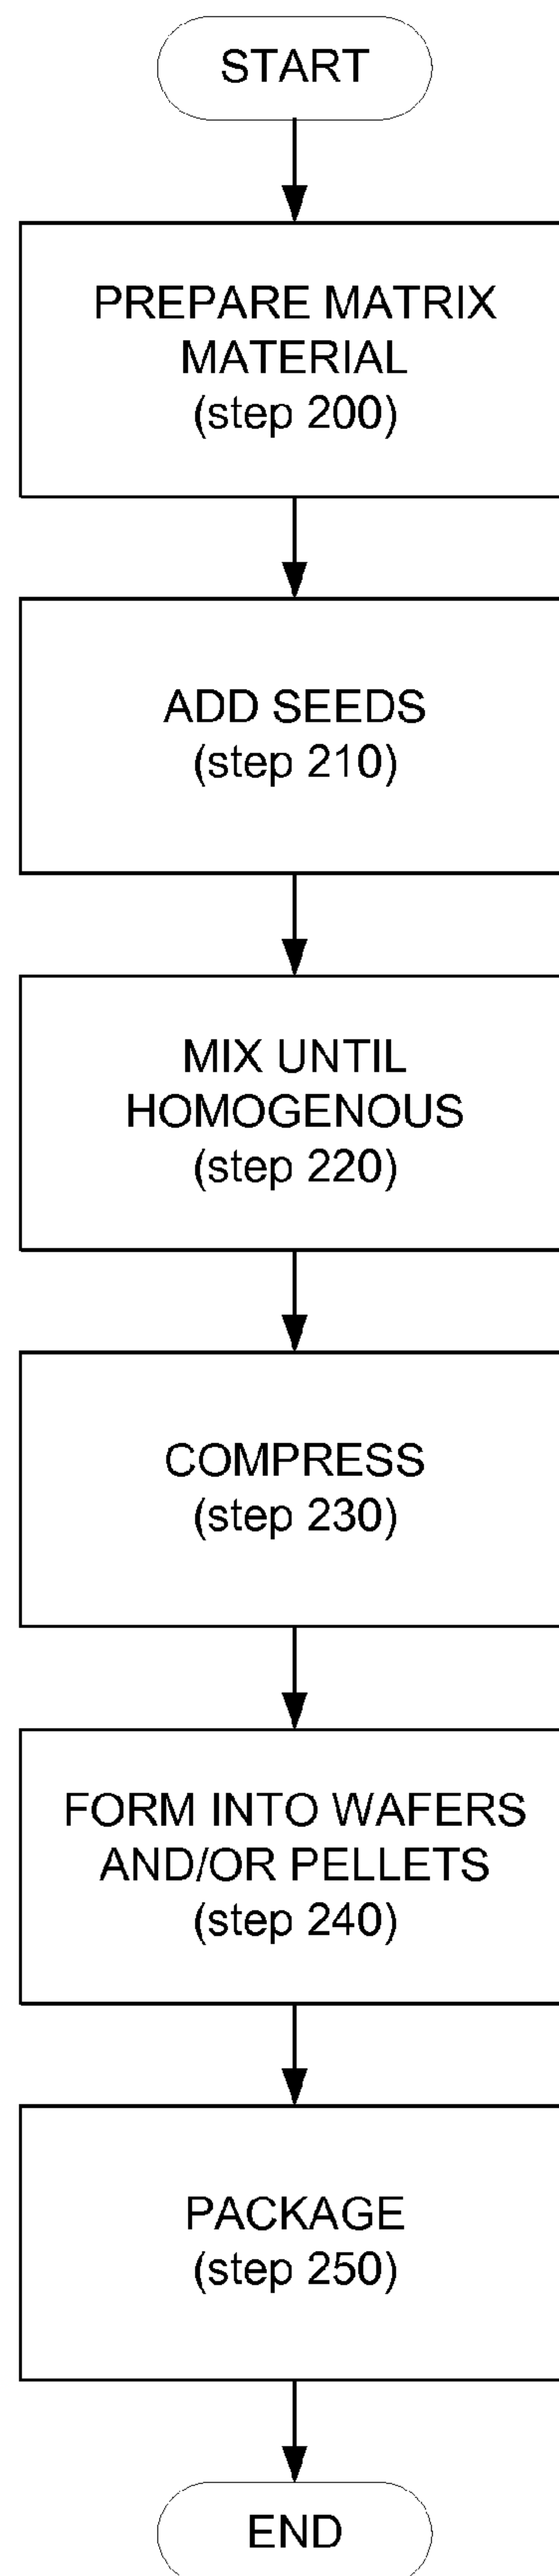 START
PREPARE MATRIX
MATERIAL
(step 200)
ADD SEEDS
(step 210)
MIX UNTIL
HOMOGENOUS
(step 220)
COMPRESS
(step 230)
FORM INTO WAFERS
AND/OR PELLETS
(step 240)
PACKAGE
(step 250)
END